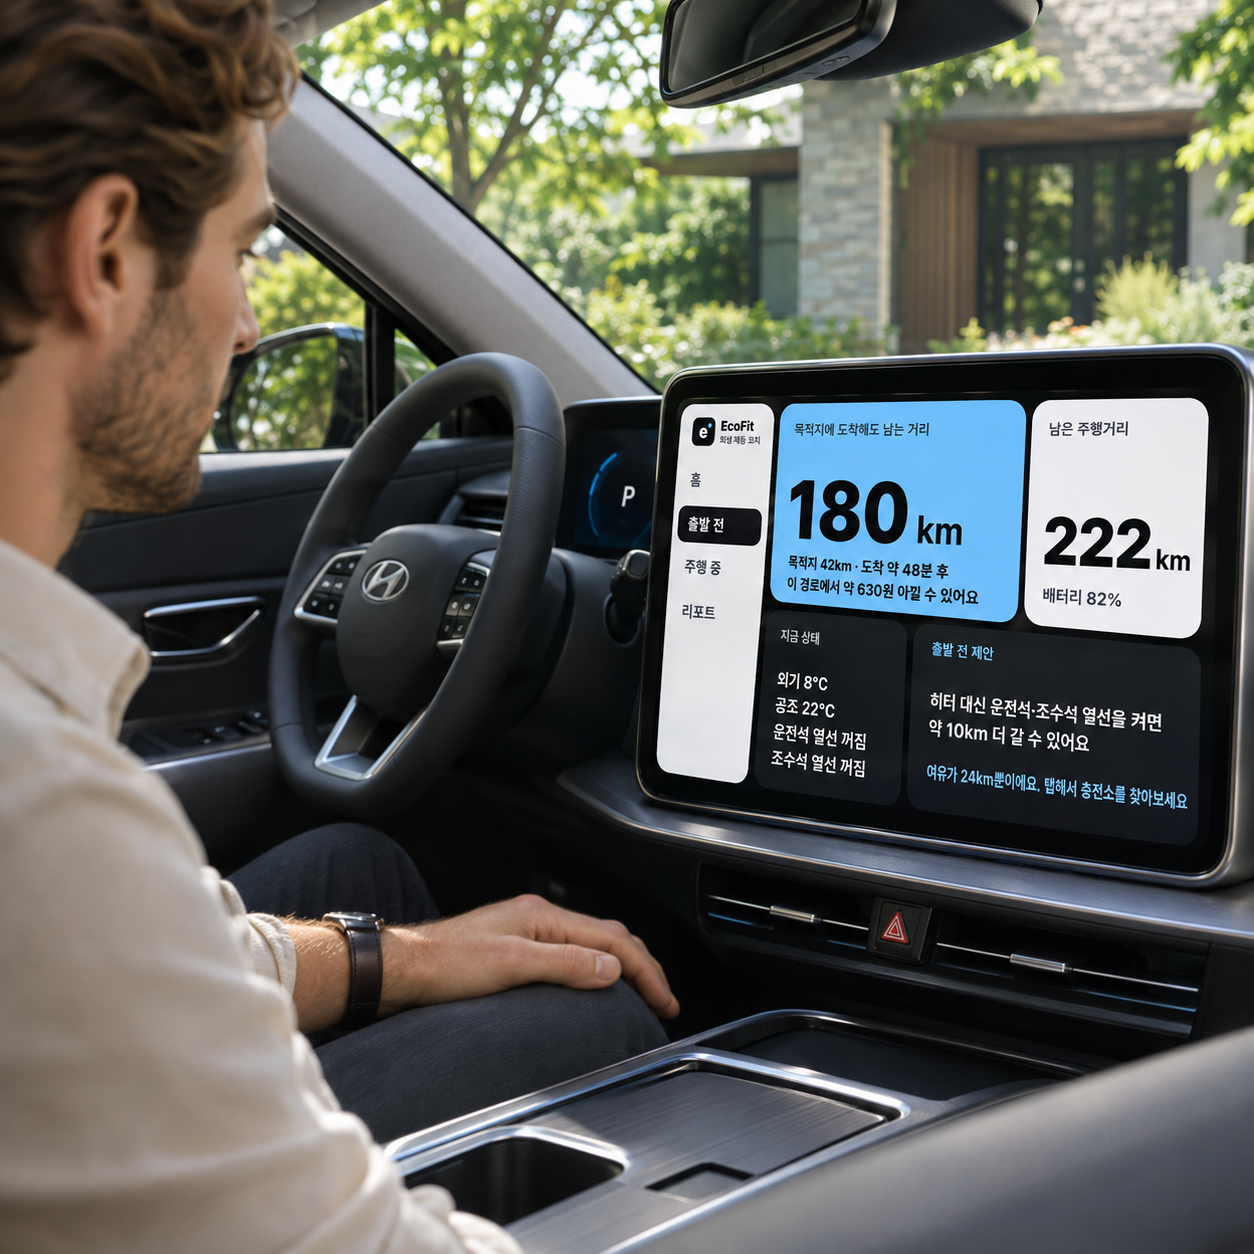 EcoFit
회생 제동 코치
홈
출발 전
주행 중
리포트
목적지에 도착해도 남는 거리
180 km
목적지 42km · 도착 약 48분 후
이 경로에서 약 630원 아낄 수 있어요
남은 주행거리
222 km
배터리 82%
지금 상태
외기 8°C
공조 22°C
운전석 열선 꺼짐
조수석 열선 꺼짐
출발 전 제안
히터 대신 운전석·조수석 열선을 켜면
약 10km 더 갈 수 있어요
여유가 24km뿐이에요. 탭해서 충전소를 찾아보세요
P